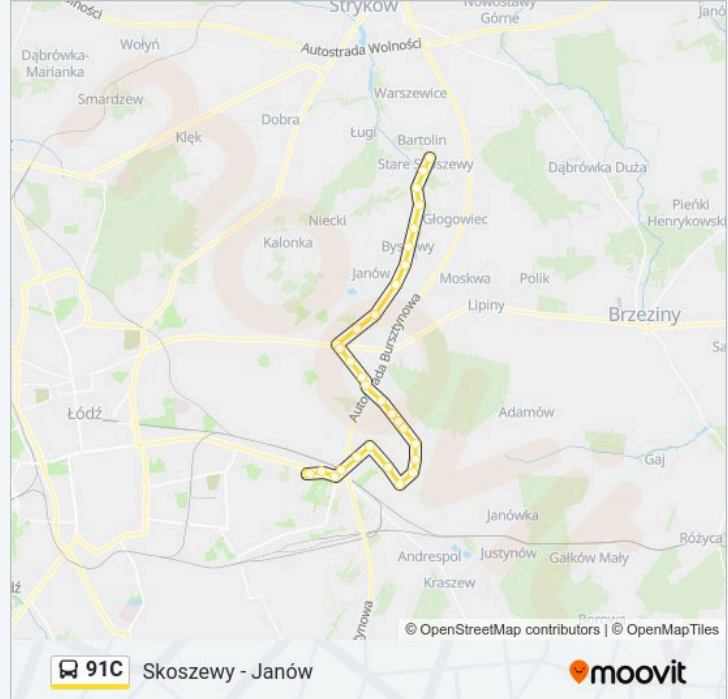 Stryków
Nowostawy
Górne
Wolności
Wołyń
Autostrada Wolności
Dąbrówka-
Marianka
Smardzew
Warszewice
Dobra
Ługi
Bartolin
Klęk
Stare Skoszewy
Dąbrówka Duża
Pieńki
Henrykowski
Niecki
Głogowiec
Kalonka
Byszewy
Janów
Moskwa
Polik
Lipiny
Brzeziny
Autostrada Bursztynowa
Łódź
Adamów
Gaj
Janówka
Różyca
Andrespol
Justynów
Gałków Mały
Kraszew
© OpenStreetMap contributors | © OpenMapTiles
91C
Skoszewy - Janów
moovit